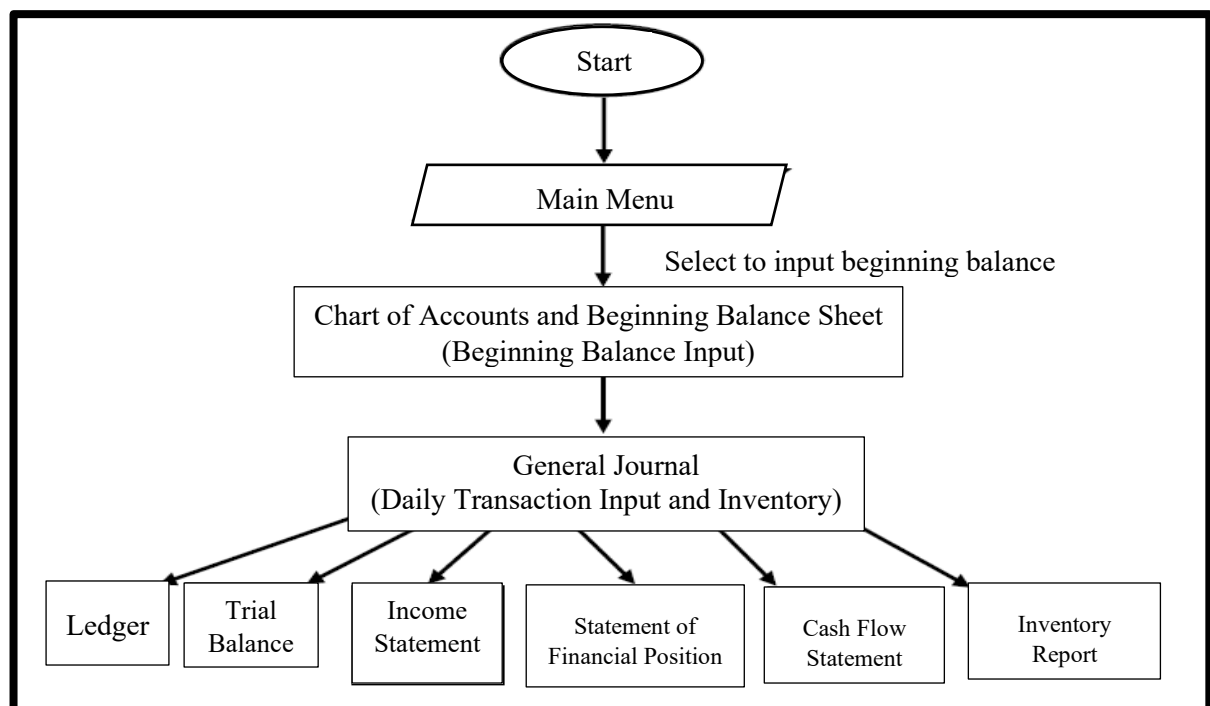 Start
Main Menu
Select to input beginning balance
Chart of Accounts and Beginning Balance Sheet
(Beginning Balance Input)
General Journal
(Daily Transaction Input and Inventory)
Ledger
Trial
Balance
Income
Statement
Statement of
Financial Position
Cash Flow
Statement
Inventory
Report